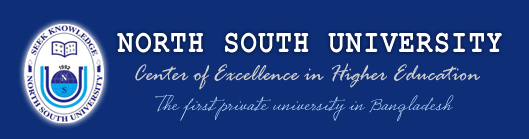 SEEK KNOWLEDGE
1992
N S
NORTH SOUTH UNIVERSITY
NORTH SOUTH UNIVERSITY
Center of Excellence in Higher Education
The first private university in Bangladesh